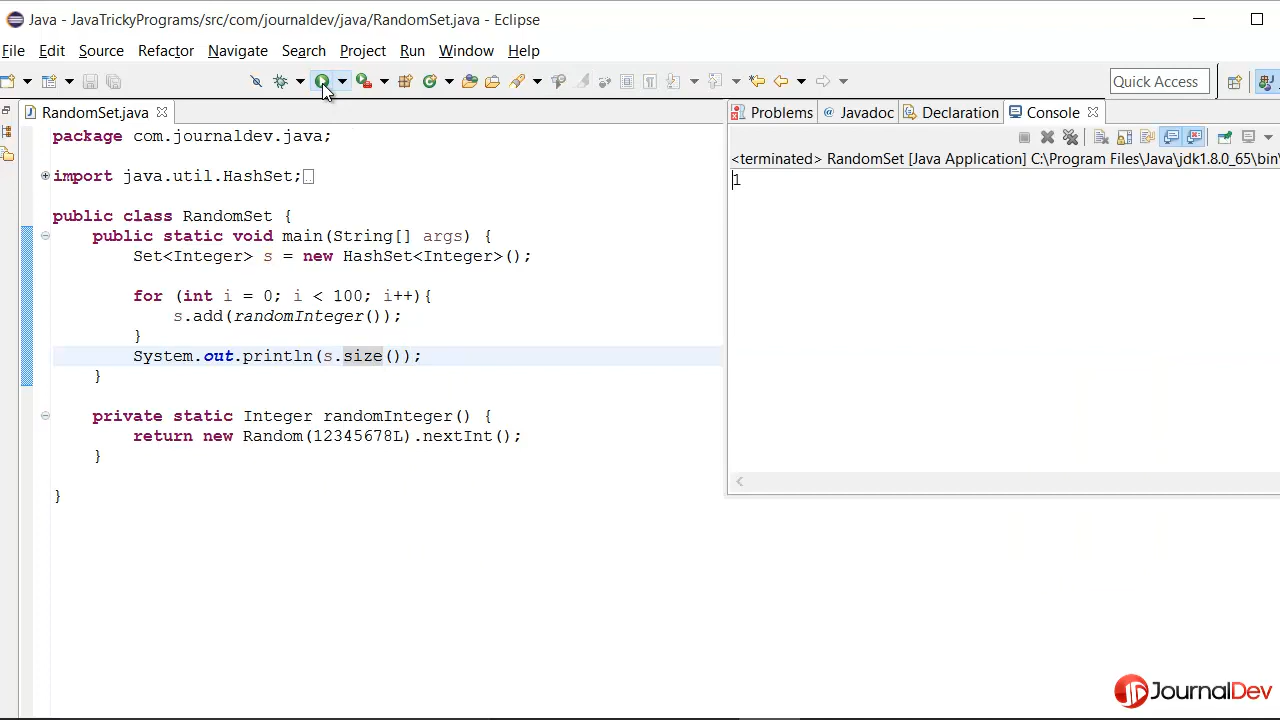 Java - JavaTrickyPrograms/src/com/journaldev/java/RandomSet.java - Eclipse
File Edit Source Refactor Navigate Search Project Run Window Help
Quick Access
RandomSet.java
Problems Javadoc Declaration Console
<terminated> RandomSet [Java Application] C:\Program Files\Java\jdk1.8.0_65\bin\
1
package com.journaldev.java;
import java.util.HashSet;
public class RandomSet {
public static void main(String[] args) {
Set<Integer> s = new HashSet<Integer>();
for (int i = 0; i < 100; i++){
s.add(randomInteger());
}
System.out.println(s.size());
}
private static Integer randomInteger() {
return new Random(12345678L).nextInt();
}
}
JournalDev